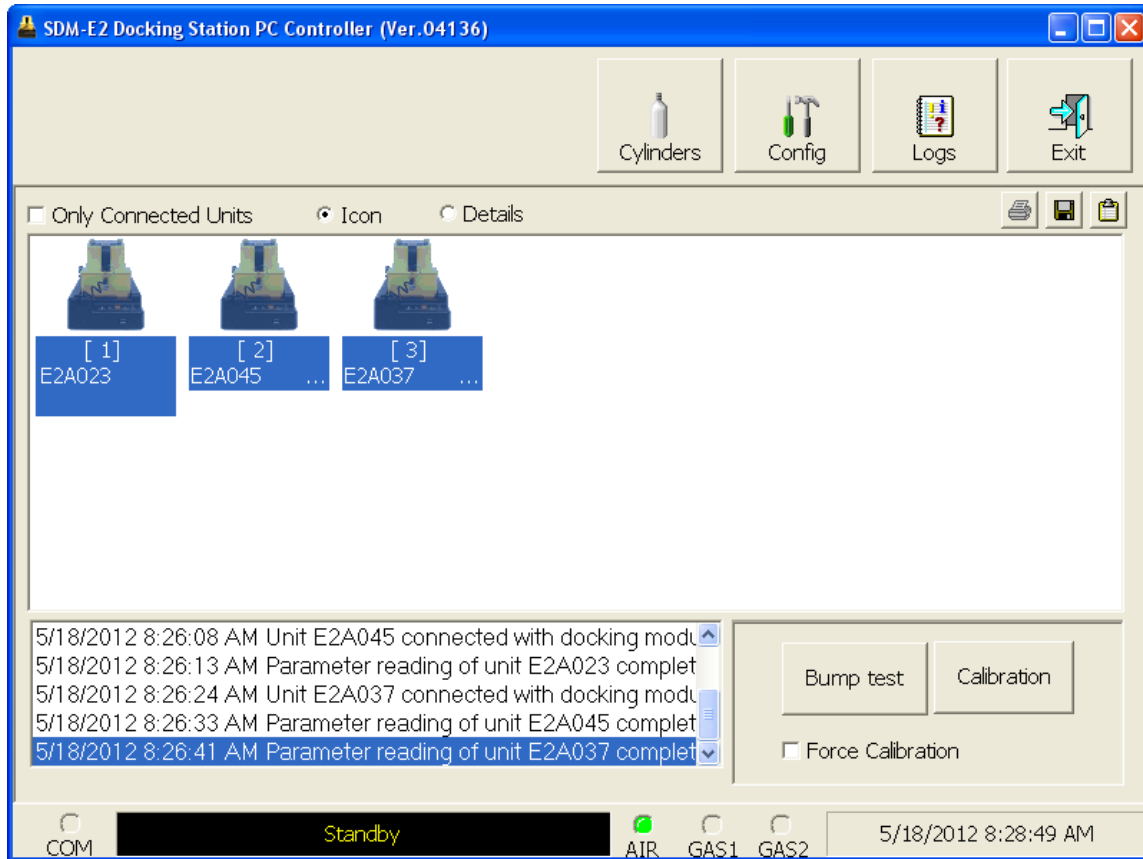 SDM-E2 Docking Station PC Controller (Ver.04136)
Cylinders Config Logs Exit
Only Connected Units Icon Details
[ 1] [ 2] [ 3]
E2A023 E2A045 ... E2A037 ...
5/18/2012 8:26:08 AM Unit E2A045 connected with docking modu
5/18/2012 8:26:13 AM Parameter reading of unit E2A023 complet
5/18/2012 8:26:24 AM Unit E2A037 connected with docking modu
5/18/2012 8:26:33 AM Parameter reading of unit E2A045 complet
5/18/2012 8:26:41 AM Parameter reading of unit E2A037 complet
Bump test Calibration
Force Calibration
COM Standby AIR GAS1 GAS2 5/18/2012 8:28:49 AM